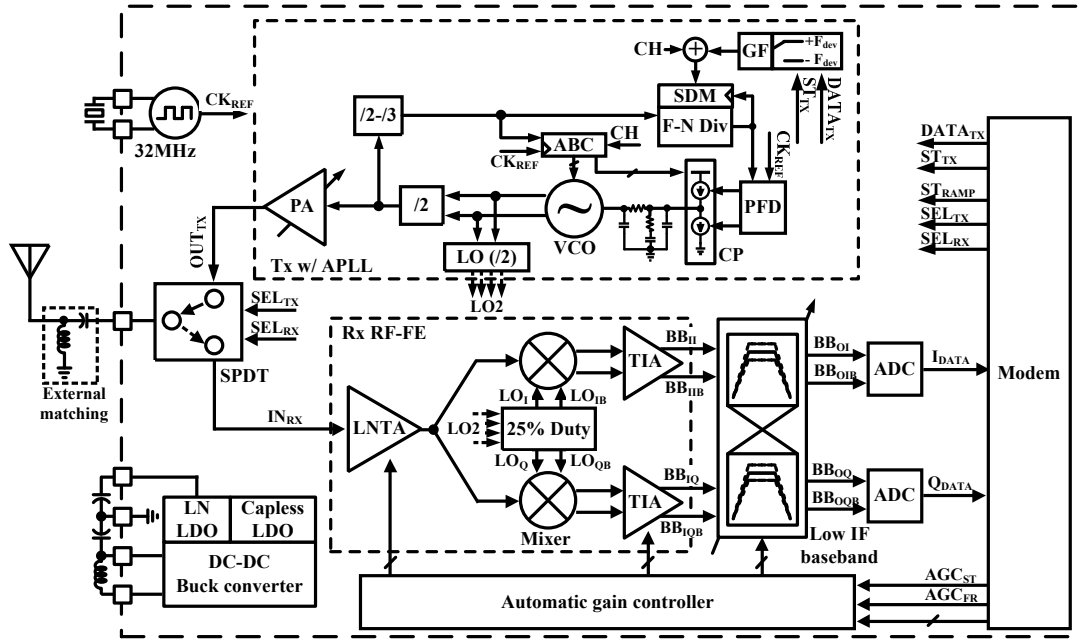 CH
GF
+F_dev
- F_dev
SDM
F-N Div
ST_TX
DATA_TX
CK_REF
32MHz
/2-/3
ABC
CH
CK_REF
CK_REF
PA
/2
VCO
PFD
CP
OUT_TX
LO (/2)
LO2
Tx w/ APLL
DATA_TX
ST_TX
ST_RAMP
SEL_TX
SEL_RX
Modem
SEL_TX
SEL_RX
SPDT
External
matching
IN_RX
Rx RF-FE
LNTA
LO2
LO_I
LO_IB
25% Duty
LO_Q
LO_QB
Mixer
TIA
BB_II
BB_IIB
TIA
BB_IQ
BB_IQB
BB_OI
BB_OIB
ADC
I_DATA
BB_OQ
BB_OQB
ADC
Q_DATA
Low IF
baseband
LN
LDO
Capless
LDO
DC-DC
Buck converter
Automatic gain controller
AGC_ST
AGC_FR